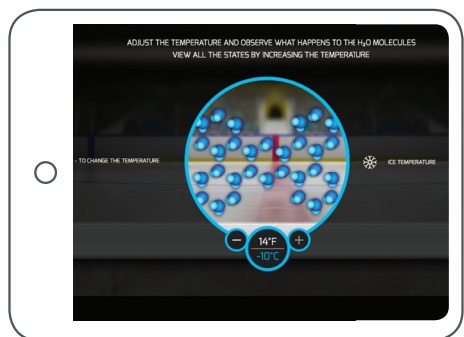 ADJUST THE TEMPERATURE AND OBSERVE WHAT HAPPENS TO THE H₂O MOLECULES
VIEW ALL THE STATES BY INCREASING THE TEMPERATURE
- TO CHANGE THE TEMPERATURE
ICE TEMPERATURE
− 14°F +
-10°C